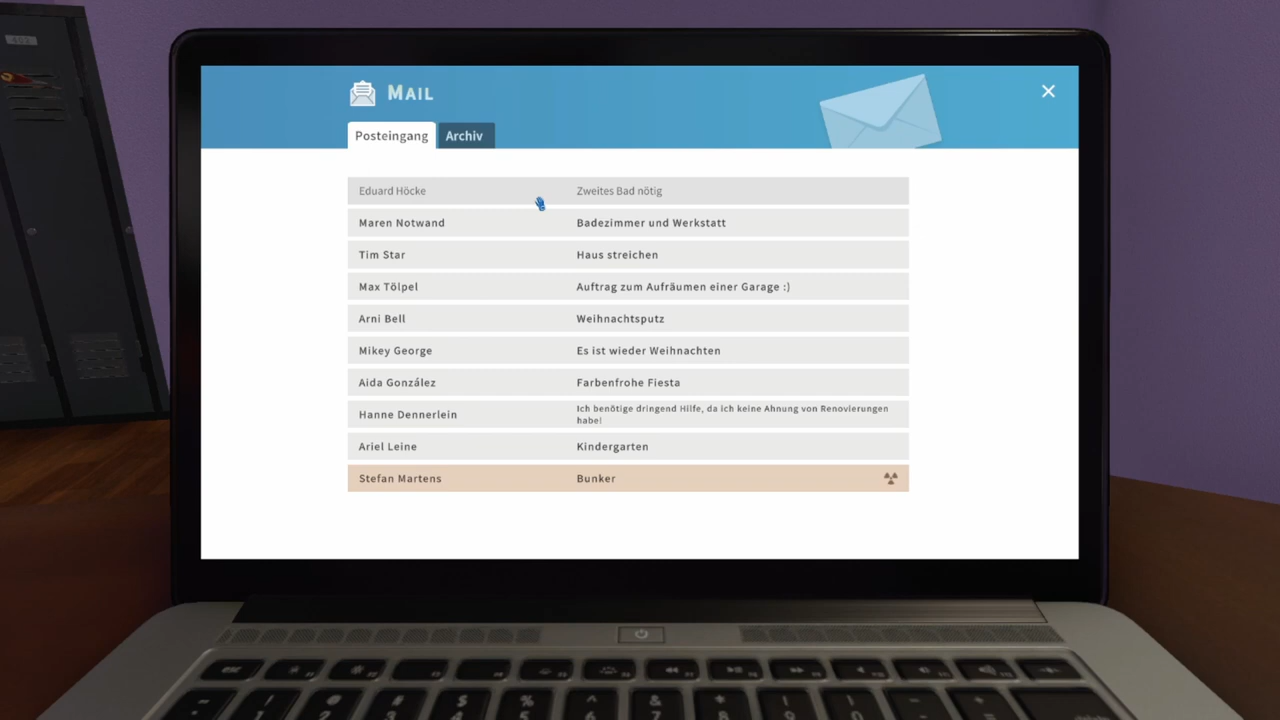 MAIL
Posteingang
Archiv
Eduard Höcke Zweites Bad nötig
Maren Notwand Badezimmer und Werkstatt
Tim Star Haus streichen
Max Tölpel Auftrag zum Aufräumen einer Garage :)
Arni Bell Weihnachtsputz
Mikey George Es ist wieder Weihnachten
Aida González Farbenfrohe Fiesta
Hanne Dennerlein Ich benötige dringend Hilfe, da ich keine Ahnung von Renovierungen
habe!
Ariel Leine Kindergarten
Stefan Martens Bunker
esc